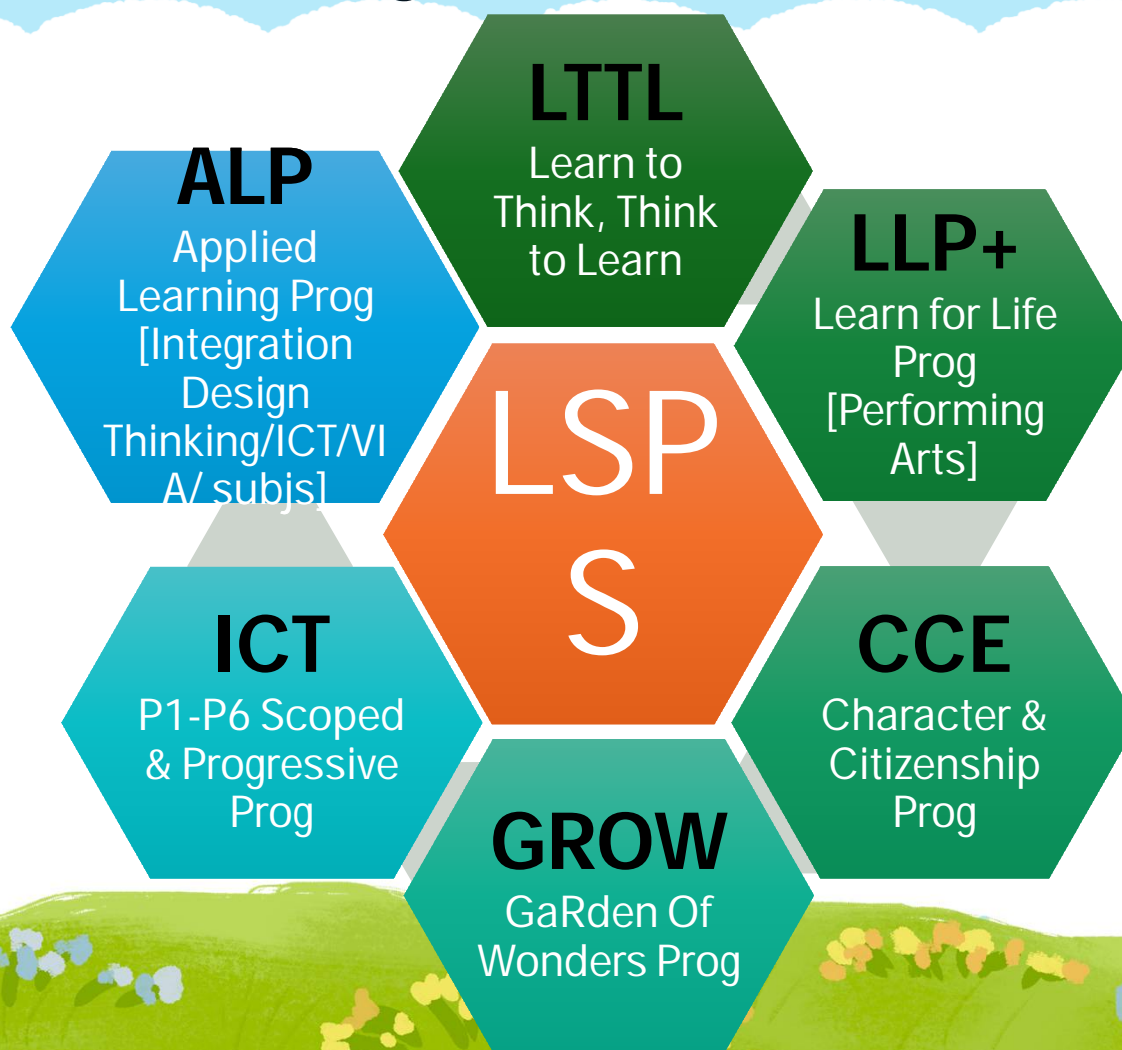 LTTL
Learn to
Think, Think
to Learn
ALP
Applied
Learning Prog
[Integration
Design
Thinking/ICT/VI
A/ subjs]
LLP+
Learn for Life
Prog
[Performing
Arts]
LSP
S
ICT
P1-P6 Scoped
& Progressive
Prog
CCE
Character &
Citizenship
Prog
GROW
GaRden Of
Wonders Prog